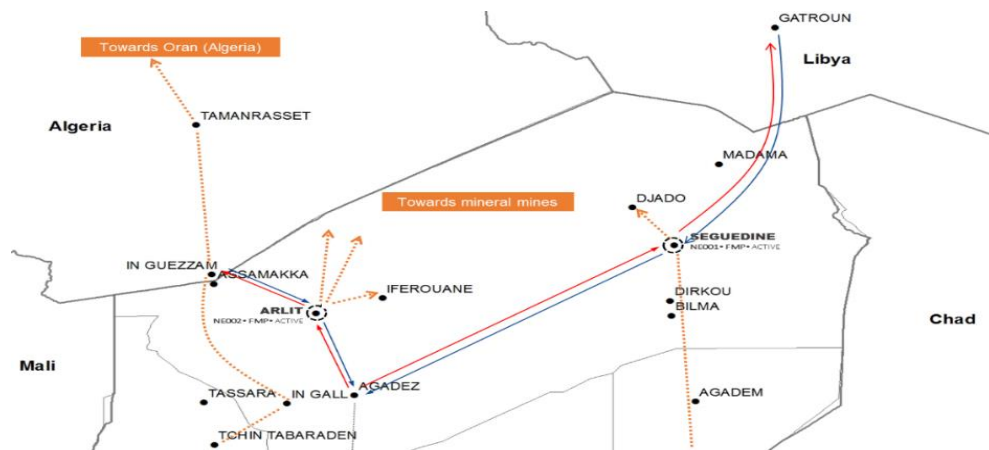 GATROUN
Towards Oran (Algeria)
Libya
TAMANRASSET
Algeria
MADAMA
DJADO
Towards mineral mines
SEGUEDINE
NE001• FMP• ACTIVE
IN GUEZZAM
ASSAMAKKA
IFEROUANE
DIRKOU
BILMA
ARLIT
NE002• FMP• ACTIVE
Chad
Mali
AGADEZ
TASSARA
IN GALL
AGADEM
TCHIN TABARADEN